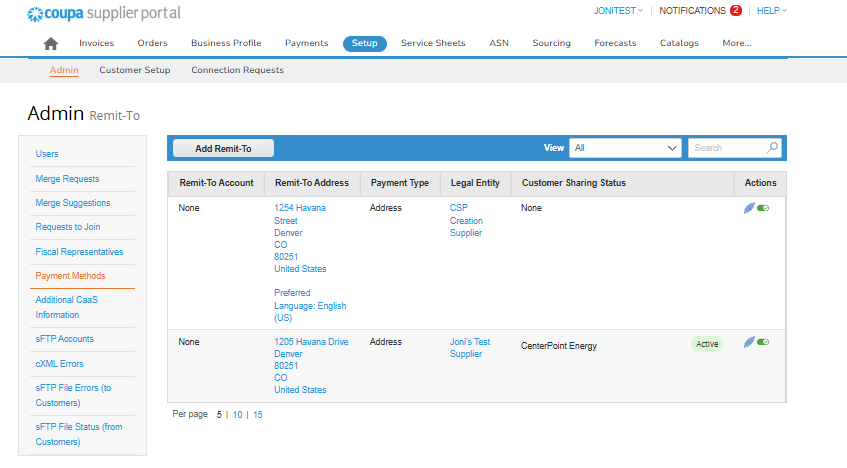 coupa supplier portal
JONITEST
NOTIFICATIONS 2
HELP
Invoices
Orders
Business Profile
Payments
Setup
Service Sheets
ASN
Sourcing
Forecasts
Catalogs
More...
Admin
Customer Setup
Connection Requests
Admin Remit-To
Users
Merge Requests
Merge Suggestions
Requests to Join
Fiscal Representatives
Payment Methods
Additional CaaS
Information
sFTP Accounts
cXML Errors
sFTP File Errors (to
Customers)
sFTP File Status (from
Customers)
Add Remit-To
View
All
Search
Remit-To Account
Remit-To Address
Payment Type
Legal Entity
Customer Sharing Status
Actions
None
1254 Havana
Street
Denver
CO
80251
United States
Preferred
Language: English
(US)
Address
CSP
Creation
Supplier
None
None
1205 Havana Drive
Denver
80251
CO
United States
Address
Joni's Test
Supplier
CenterPoint Energy
Active
Per page 5 | 10 | 15